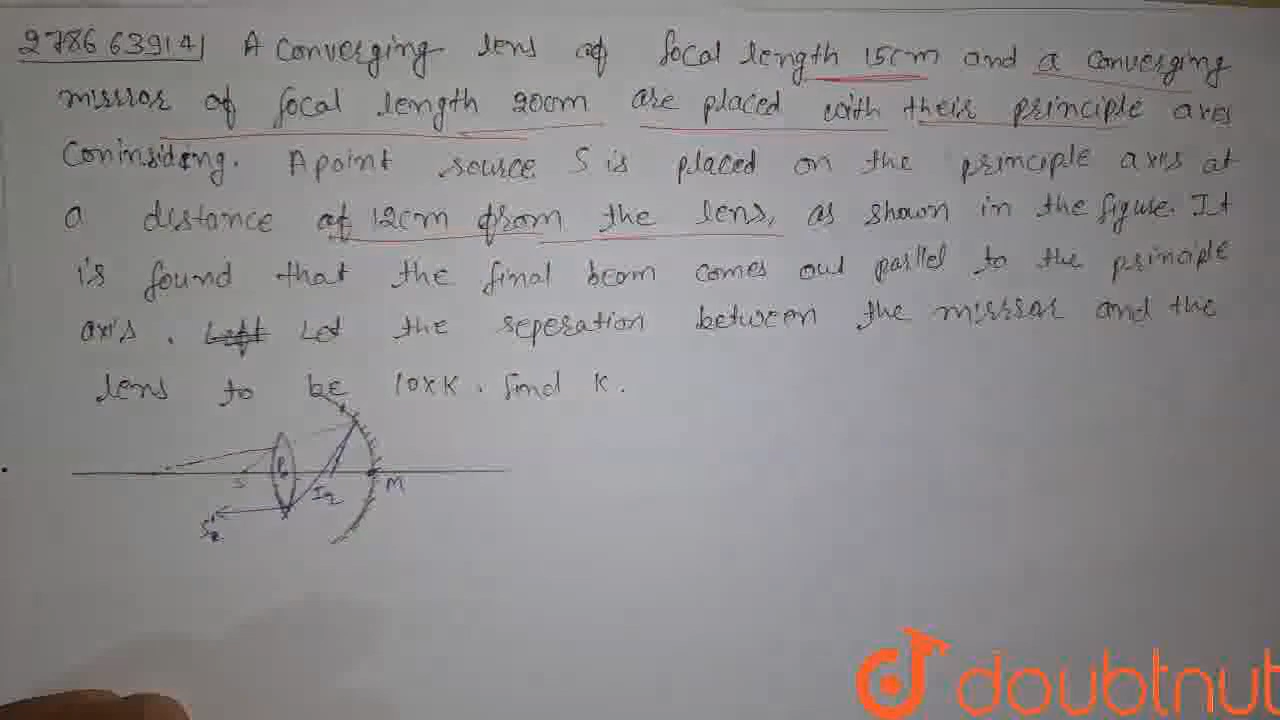 2786 639141 A converging lens of focal length 15cm and a converging
mirror of focal length 20cm are placed with their principle axes
coninsiding. A point source S is placed on the principle axis at
a distance of 12cm from the lens, as shown in the figure. It
is found that the final beam comes out parllel to the principle
axis. Left Let the seperation between the mirror and the
lens to be 10xK. find K.
S I2 M
doubtnut